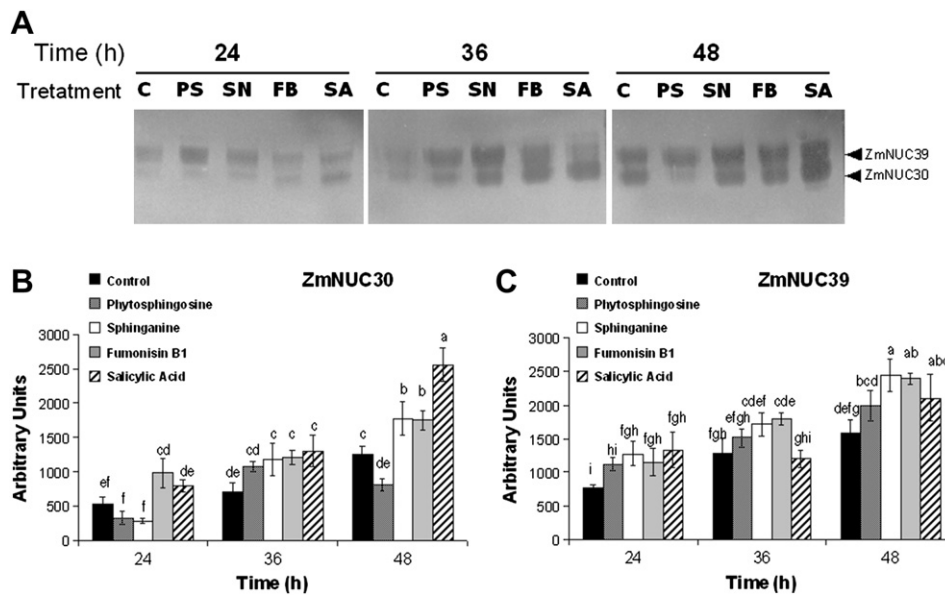 A
Time (h) 24 36 48
Tretatment C PS SN FB SA C PS SN FB SA C PS SN FB SA
ZmNUC39
ZmNUC30
B
ZmNUC30
Control
Phytosphingosine
Sphinganine
Fumonisin B1
Salicylic Acid
Arbitrary Units
3000
2500
2000
1500
1000
500
0
ef f f cd de
de cd c c c
c de b b a
24 36 48
Time (h)
C
ZmNUC39
Control
Phytosphingosine
Sphinganine
Fumonisin B1
Salicylic Acid
Arbitrary Units
3000
2500
2000
1500
1000
500
0
i hi fgh fgh fgh
fgh efgh cdef cde ghi
defg bcd a ab abc
24 36 48
Time (h)